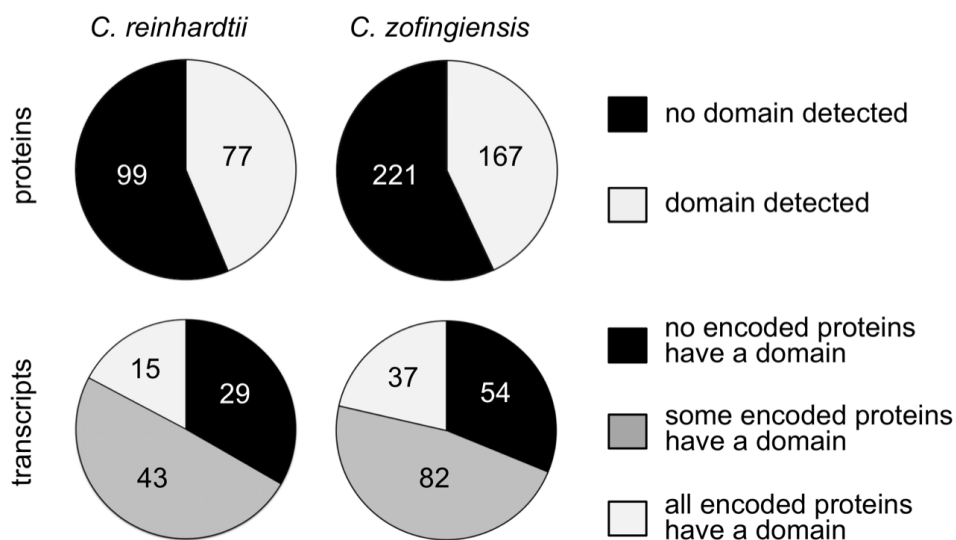 C. reinhardtii
C. zofingiensis
proteins
99
77
221
167
no domain detected
domain detected
transcripts
15
29
43
37
54
82
no encoded proteins
have a domain
some encoded proteins
have a domain
all encoded proteins
have a domain